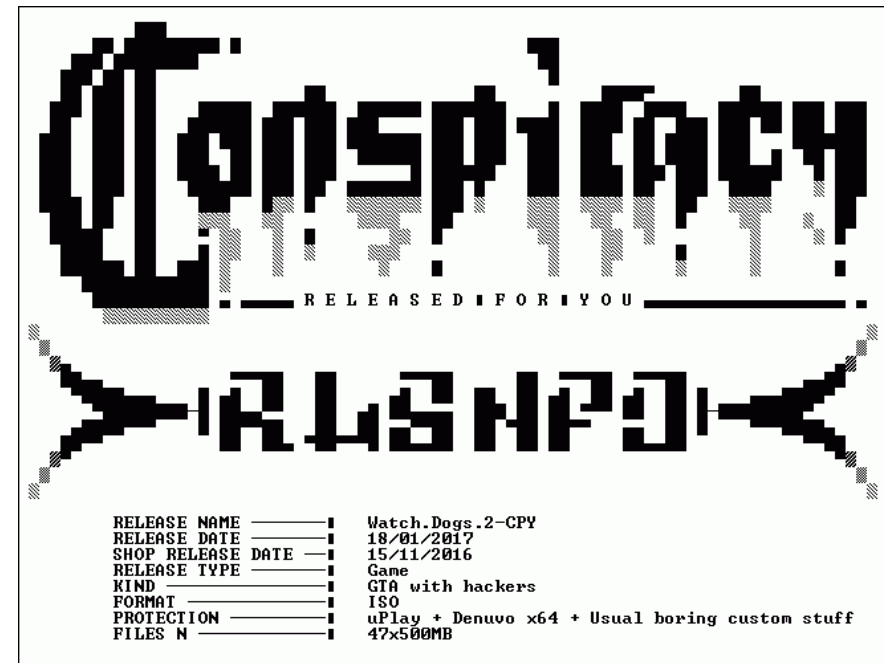 Conspiracy
RELEASED FOR YOU
RLSNFO
RELEASE NAME Watch.Dogs.2-CPY
RELEASE DATE 18/01/2017
SHOP RELEASE DATE 15/11/2016
RELEASE TYPE Game
KIND GTA with hackers
FORMAT ISO
PROTECTION uPlay + Denuvo x64 + Usual boring custom stuff
FILES N 47x500MB